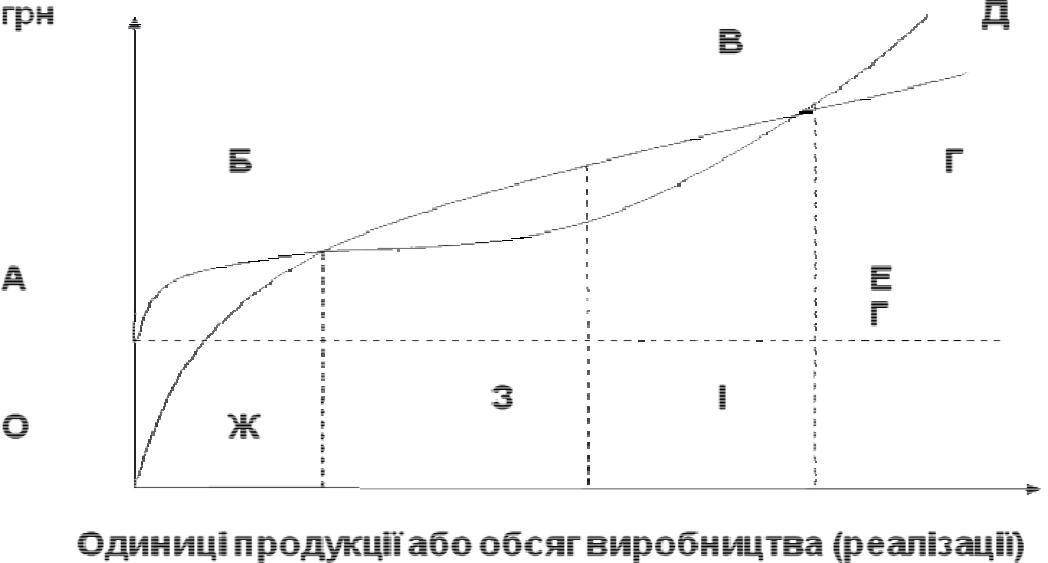 грн
Д
В
Б
Г
А
Е
Г
З
І
О
Ж
Одиниці продукції або обсяг виробництва (реалізації)